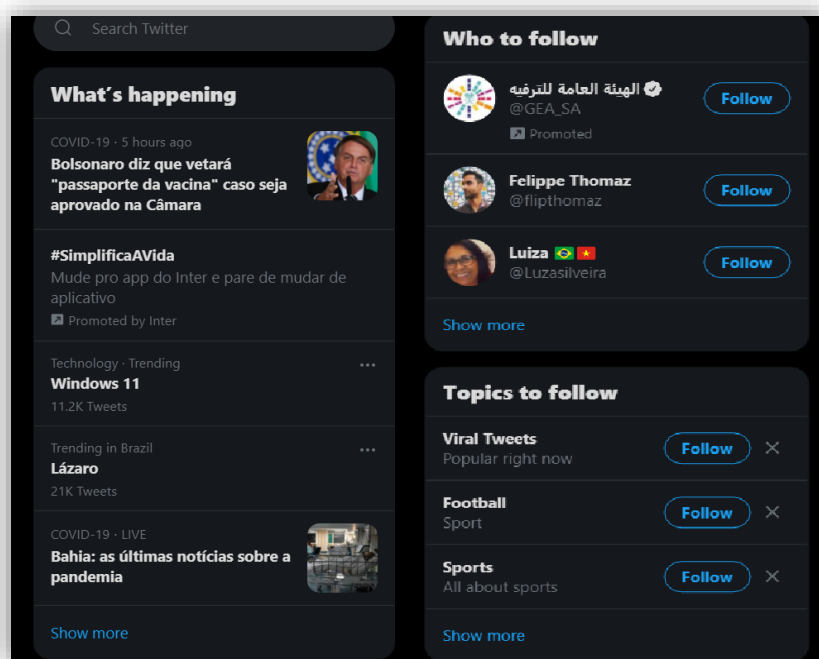 Search Twitter
What's happening
COVID-19 · 5 hours ago
Bolsonaro diz que vetará
"passaporte da vacina" caso seja
aprovado na Câmara
#SimplificaAVida
Mude pro app do Inter e pare de mudar de
aplicativo
Promoted by Inter
Technology · Trending
Windows 11
11.2K Tweets
Trending in Brazil
Lázaro
21K Tweets
COVID-19 · LIVE
Bahia: as últimas notícias sobre a
pandemia
Show more
Who to follow
الهيئة العامة للترفيه
@GEA_SA
Promoted
Follow
Felippe Thomaz
@flipthomaz
Follow
Luiza
@Luzasilveira
Follow
Show more
Topics to follow
Viral Tweets
Popular right now
Follow
Football
Sport
Follow
Sports
All about sports
Follow
Show more